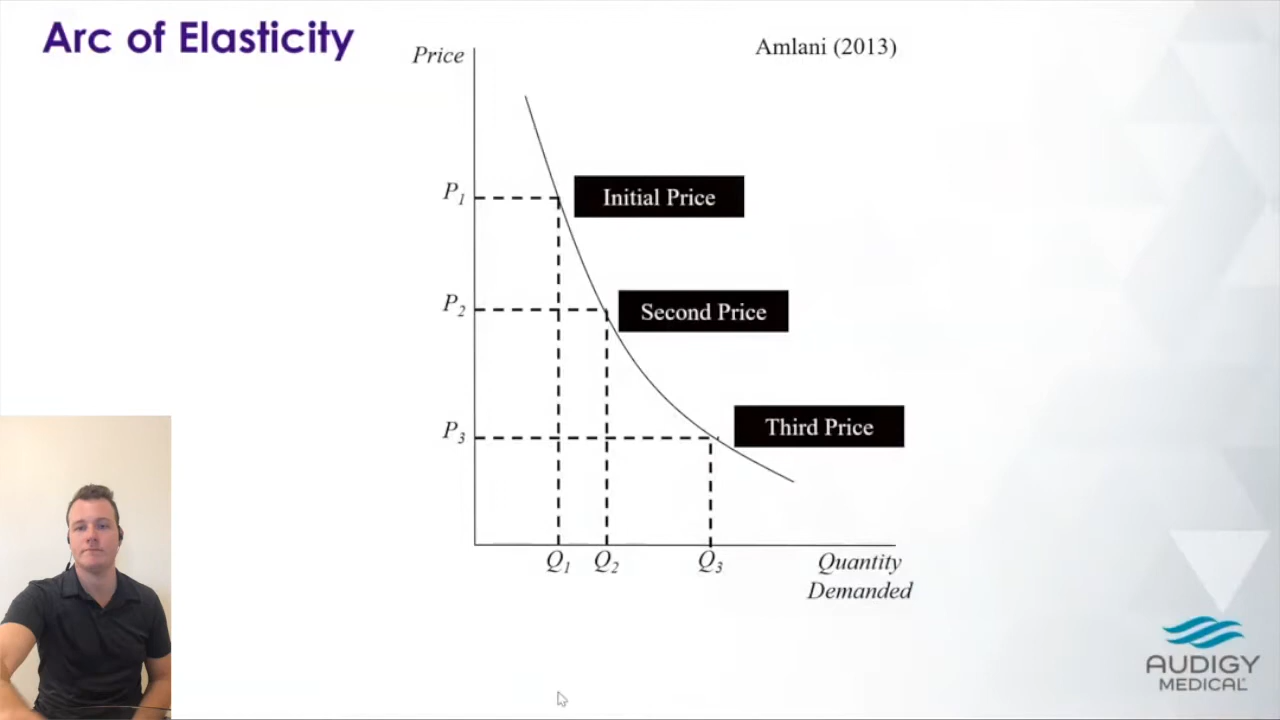 Arc of Elasticity
Price
Amlani (2013)
P1
Initial Price
P2
Second Price
P3
Third Price
Q1 Q2 Q3
Quantity
Demanded
AUDIGY
MEDICAL